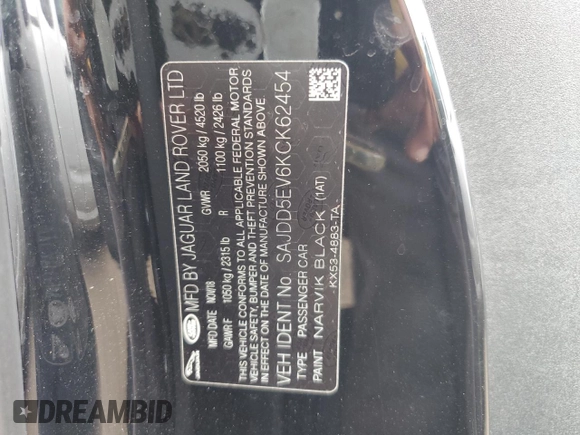 MFD BY JAGUAR LAND ROVER LTD
MFD DATE NOV/18 GVWR 2050 kg / 4520 lb
GAWR F 1050 kg / 2315 lb R 1100 kg / 2426 lb
THIS VEHICLE CONFORMS TO ALL APPLICABLE FEDERAL MOTOR
VEHICLE SAFETY, BUMPER AND THEFT PREVENTION STANDARDS
IN EFFECT ON THE DATE OF MANUFACTURE SHOWN ABOVE.
VEH IDENT No SAJDD5EV6KCK62454
TYPE PASSENGER CAR
PAINT NARVIK BLACK (1AT)
KX53-4883-TA
DREAMBID
.COM